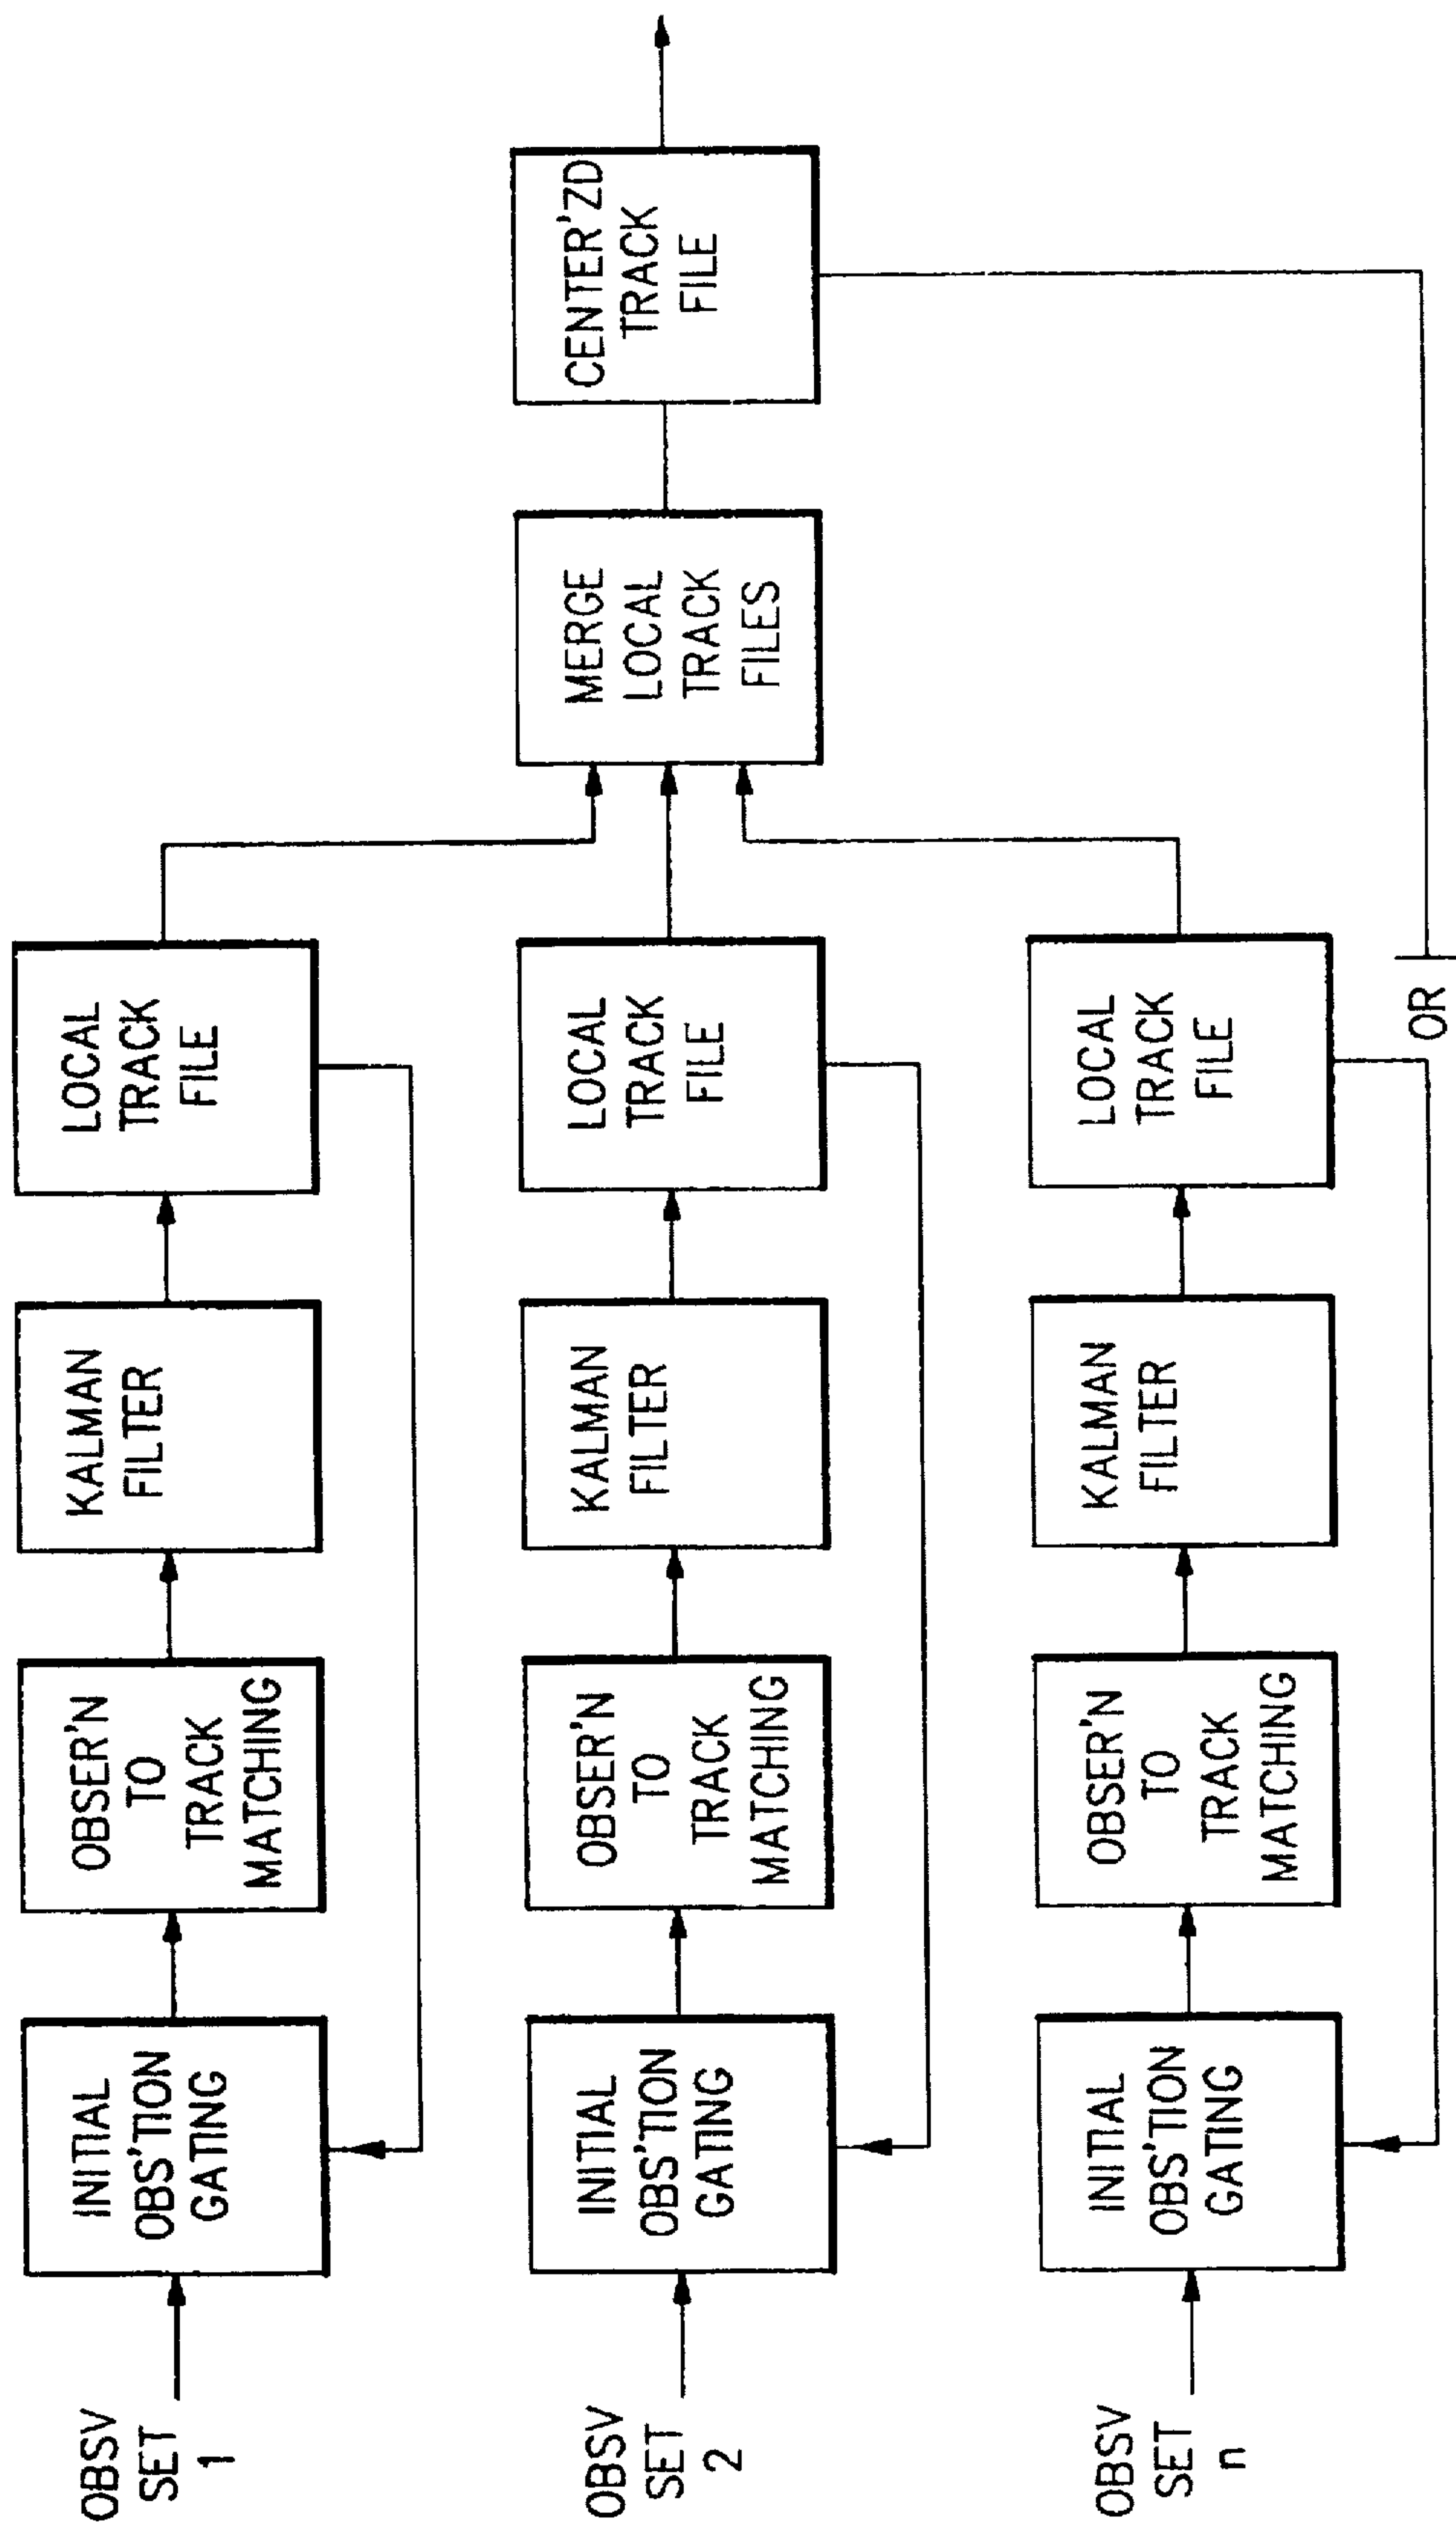 OBSV
SET
1
INITIAL
OBS'TION
GATING
OBSER'N
TO
TRACK
MATCHING
KALMAN
FILTER
LOCAL
TRACK
FILE
OBSV
SET
2
INITIAL
OBS'TION
GATING
OBSER'N
TO
TRACK
MATCHING
KALMAN
FILTER
LOCAL
TRACK
FILE
MERGE
LOCAL
TRACK
FILES
CENTER'ZD
TRACK
FILE
OBSV
SET
n
INITIAL
OBS'TION
GATING
OBSER'N
TO
TRACK
MATCHING
KALMAN
FILTER
LOCAL
TRACK
FILE
OR